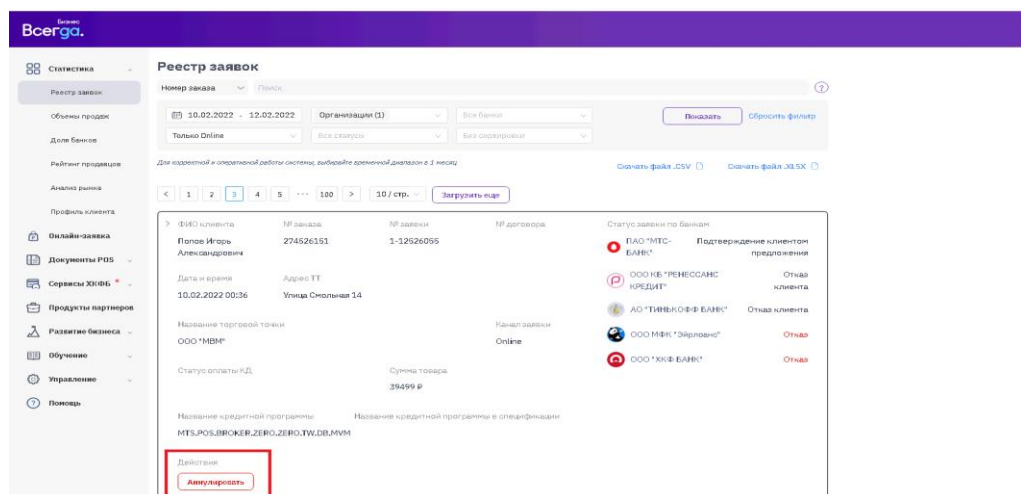 Бизнес
Всегда.
Статистика
Реестр заявок
Объемы продаж
Доля банков
Рейтинг продавцов
Анализ рынка
Профиль клиента
Онлайн-заявка
Документы POS
Сервисы ХКФБ *
Продукты партнеров
Развитие бизнеса
Обучение
Управление
Помощь
Реестр заявок
Номер заказа Поиск
10.02.2022 - 12.02.2022 Организации (1) Все банки Показать Сбросить фильтр
Только Online Все статусы Без сортировки
Для корректной и оперативной работы системы, выбирайте временной диапазон в 1 месяц
Скачать файл .CSV Скачать файл .XLSX
< 1 2 3 4 5 ··· 100 > 10 / стр. Загрузить еще
ФИО клиента № заказа № заявки № договора Статус заявки по банкам
Попов Игорь Александрович 274526151 1-12526055
ПАО "МТС-БАНК" Подтверждение клиентом предложения
ООО КБ "РЕНЕССАНС КРЕДИТ" Отказ клиента
АО "ТИНЬКОФФ БАНК" Отказ клиента
ООО МФК "Эйрлоанс" Отказ
ООО "ХКФ БАНК" Отказ
Дата и время Адрес ТТ
10.02.2022 00:36 Улица Смольная 14
Название торговой точки Канал заявки
ООО "МВМ" Online
Статус оплаты КД Сумма товара
39499 ₽
Название кредитной программы Название кредитной программы в спецификации
MTS.POS.BROKER.ZERO.ZERO.TW.DB.MVM
Действия
Аннулировать